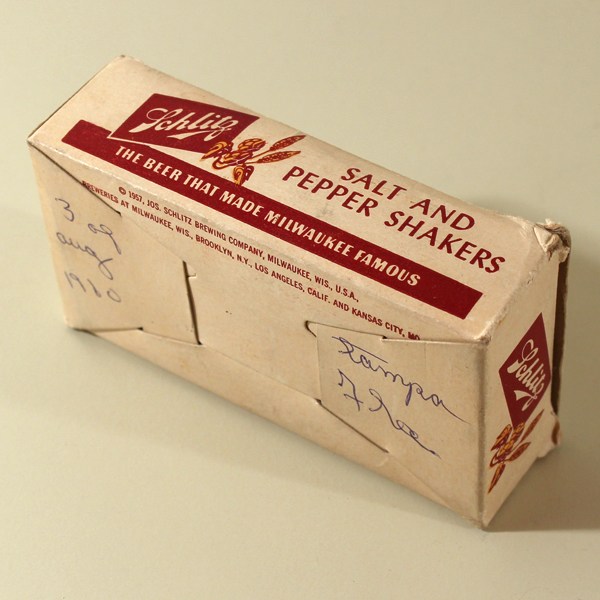 Schlitz
SALT AND
PEPPER SHAKERS
THE BEER THAT MADE MILWAUKEE FAMOUS
© 1957, JOS. SCHLITZ BREWING COMPANY, MILWAUKEE, WIS., U.S.A.,
BREWERIES AT MILWAUKEE, WIS., BROOKLYN, N.Y., LOS ANGELES, CALIF. AND KANSAS CITY, MO.
3
aug
1960
tampa
Schlitz